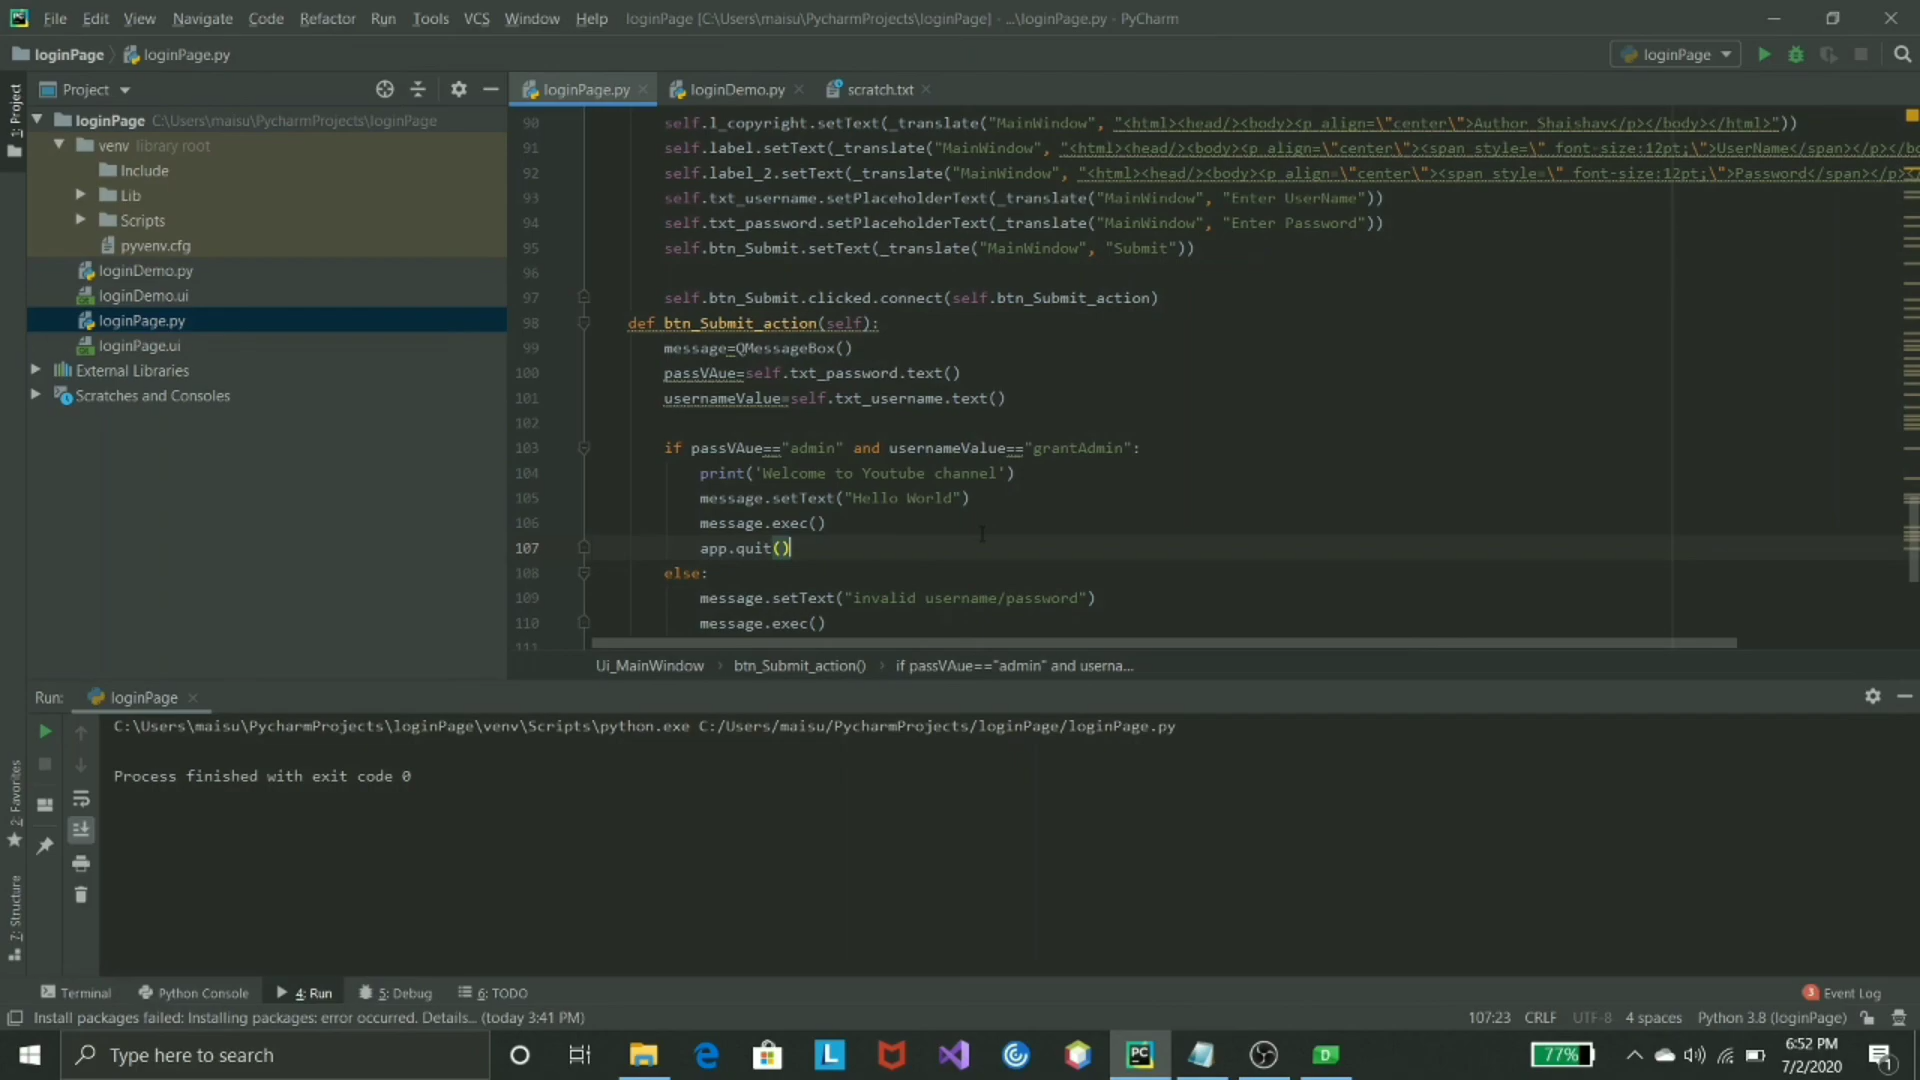 File Edit View Navigate Code Refactor Run Tools VCS Window Help loginPage [C:\Users\maisu\PycharmProjects\loginPage] - ...\loginPage.py - PyCharm
loginPage loginPage.py
loginPage
1: Project
Project
loginPage.py
loginDemo.py
scratch.txt
loginPage C:\Users\maisu\PycharmProjects\loginPage
venv library root
Include
Lib
Scripts
pyvenv.cfg
loginDemo.py
loginDemo.ui
loginPage.py
loginPage.ui
External Libraries
Scratches and Consoles
90 self.l_copyright.setText(_translate("MainWindow", "<html><head/><body><p align=\"center\">Author Shaishav</p></body></html>"))
91 self.label.setText(_translate("MainWindow", "<html><head/><body><p align=\"center\"><span style=\" font-size:12pt;\">UserName</span></p></bo
92 self.label_2.setText(_translate("MainWindow", "<html><head/><body><p align=\"center\"><span style=\" font-size:12pt;\">Password</span></p><
93 self.txt_username.setPlaceholderText(_translate("MainWindow", "Enter UserName"))
94 self.txt_password.setPlaceholderText(_translate("MainWindow", "Enter Password"))
95 self.btn_Submit.setText(_translate("MainWindow", "Submit"))
96
97 self.btn_Submit.clicked.connect(self.btn_Submit_action)
98 def btn_Submit_action(self):
99 message=QMessageBox()
100 passVAue=self.txt_password.text()
101 usernameValue=self.txt_username.text()
102
103 if passVAue=="admin" and usernameValue=="grantAdmin":
104 print('Welcome to Youtube channel')
105 message.setText("Hello World")
106 message.exec()
107 app.quit()
108 else:
109 message.setText("invalid username/password")
110 message.exec()
111
Ui_MainWindow btn_Submit_action() if passVAue=="admin" and userna...
Run: loginPage
C:\Users\maisu\PycharmProjects\loginPage\venv\Scripts\python.exe C:/Users/maisu/PycharmProjects/loginPage/loginPage.py
Process finished with exit code 0
2: Favorites
7: Structure
Terminal Python Console 4: Run 5: Debug 6: TODO 3 Event Log
Install packages failed: Installing packages: error occurred. Details... (today 3:41 PM) 107:23 CRLF UTF-8 4 spaces Python 3.8 (loginPage)
Type here to search
L
PC
D
77%
6:52 PM
7/2/2020
1